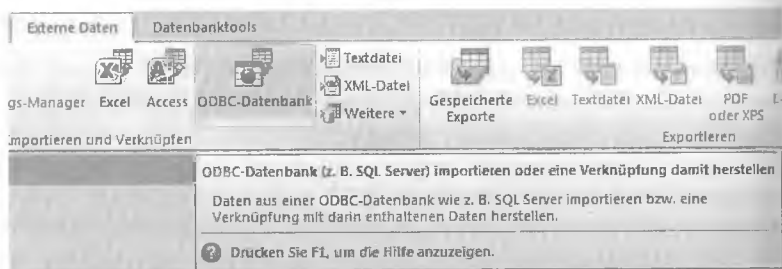 Externe Daten Datenbanktools
Textdatei
XML-Datei
Weitere
gs-Manager Excel Access ODBC-Datenbank
Gespeicherte Exporte Excel Textdatei XML-Datei PDF oder XPS
Importieren und Verknüpfen Exportieren
ODBC-Datenbank (z. B. SQL Server) importieren oder eine Verknüpfung damit herstellen
Daten aus einer ODBC-Datenbank wie z. B. SQL Server importieren bzw. eine
Verknüpfung mit darin enthaltenen Daten herstellen.
Drücken Sie F1, um die Hilfe anzuzeigen.